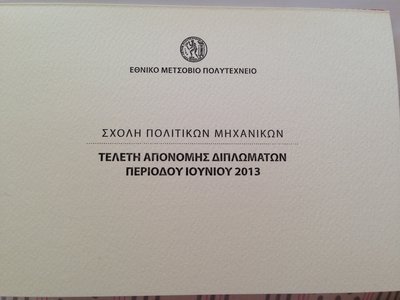 ΕΘΝΙΚΟ ΜΕΤΣΟΒΙΟ ΠΟΛΥΤΕΧΝΕΙΟ
ΣΧΟΛΗ ΠΟΛΙΤΙΚΩΝ ΜΗΧΑΝΙΚΩΝ
ΤΕΛΕΤΗ ΑΠΟΝΟΜΗΣ ΔΙΠΛΩΜΑΤΩΝ
ΠΕΡΙΟΔΟΥ ΙΟΥΝΙΟΥ 2013